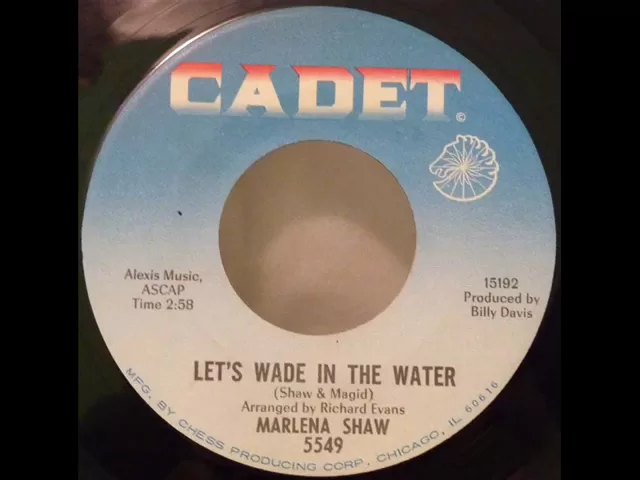 CADET
©
Alexis Music,
ASCAP
Time 2:58
15192
Produced by
Billy Davis
LET'S WADE IN THE WATER
(Shaw & Magid)
Arranged by Richard Evans
MARLENA SHAW
5549
MFG. BY CHESS PRODUCING CORP., CHICAGO, IL 60616